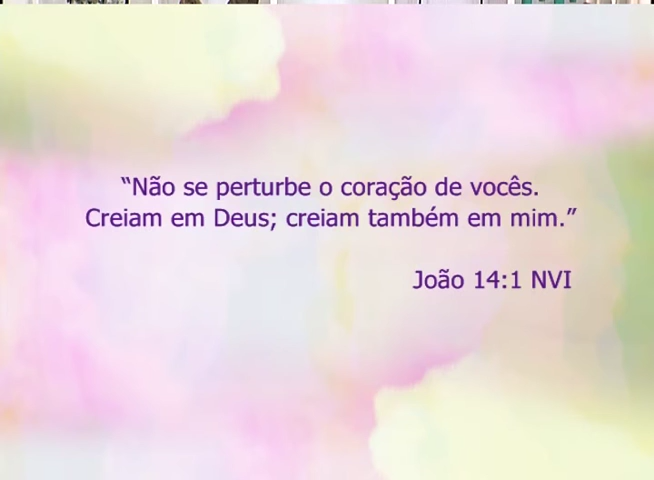 “Não se perturbe o coração de vocês.
Creiam em Deus; creiam também em mim.”
João 14:1 NVI